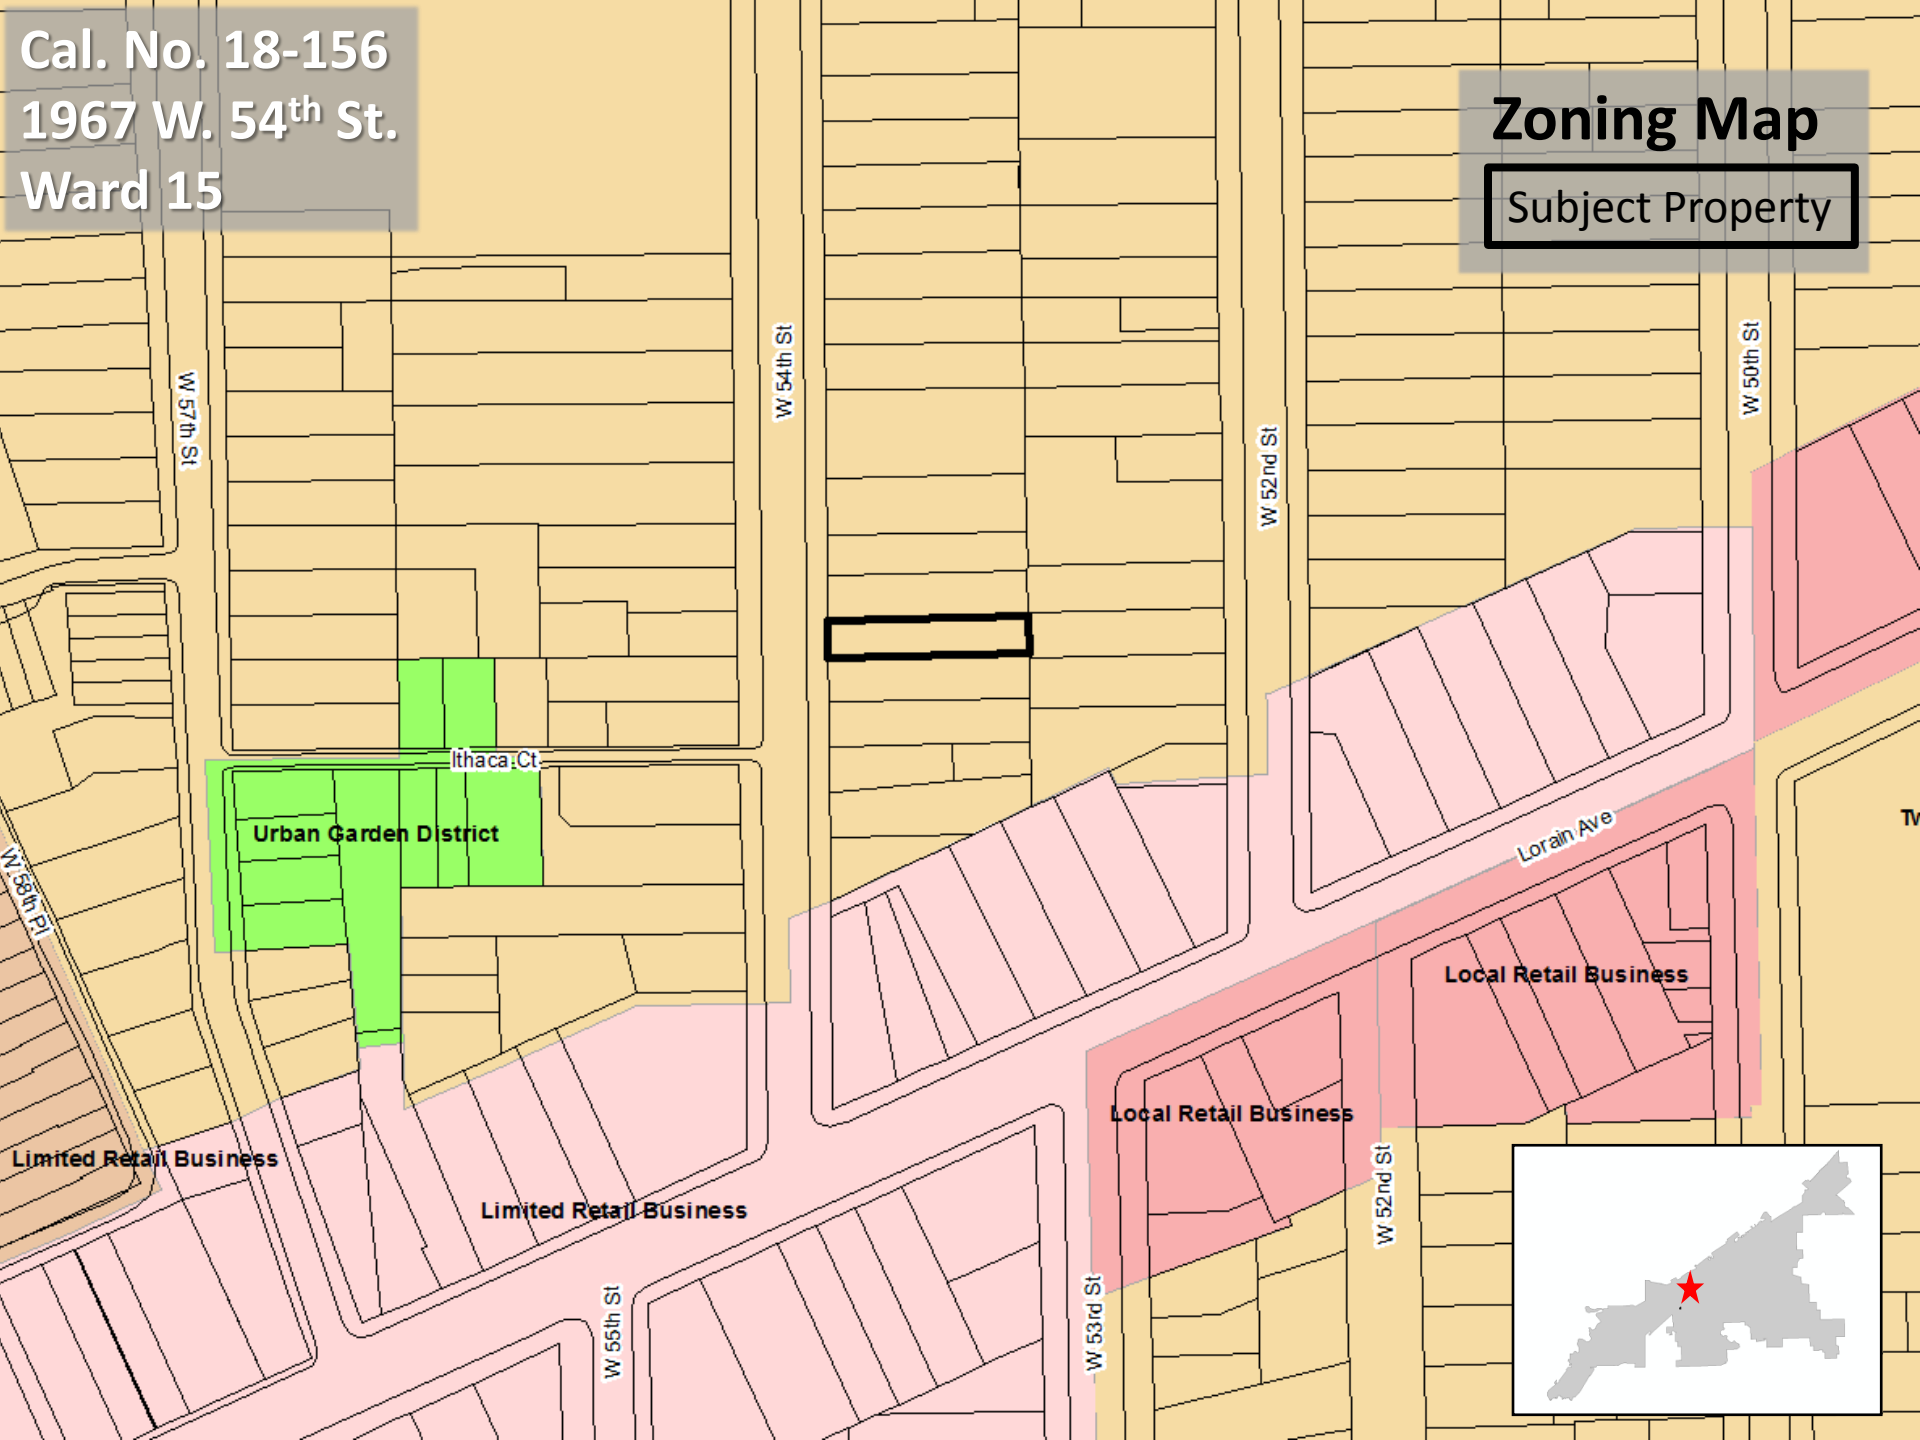 Cal. No. 18-156
1967 W. 54th St.
Ward 15
Zoning Map
Subject Property
W 54th St
W 50th St
W 57th St
W 52nd St
Ithaca Ct
Urban Garden District
Lorain Ave
W 58th Pl
Local Retail Business
Local Retail Business
Limited Retail Business
Limited Retail Business
W 52nd St
W 53rd St
W 55th St